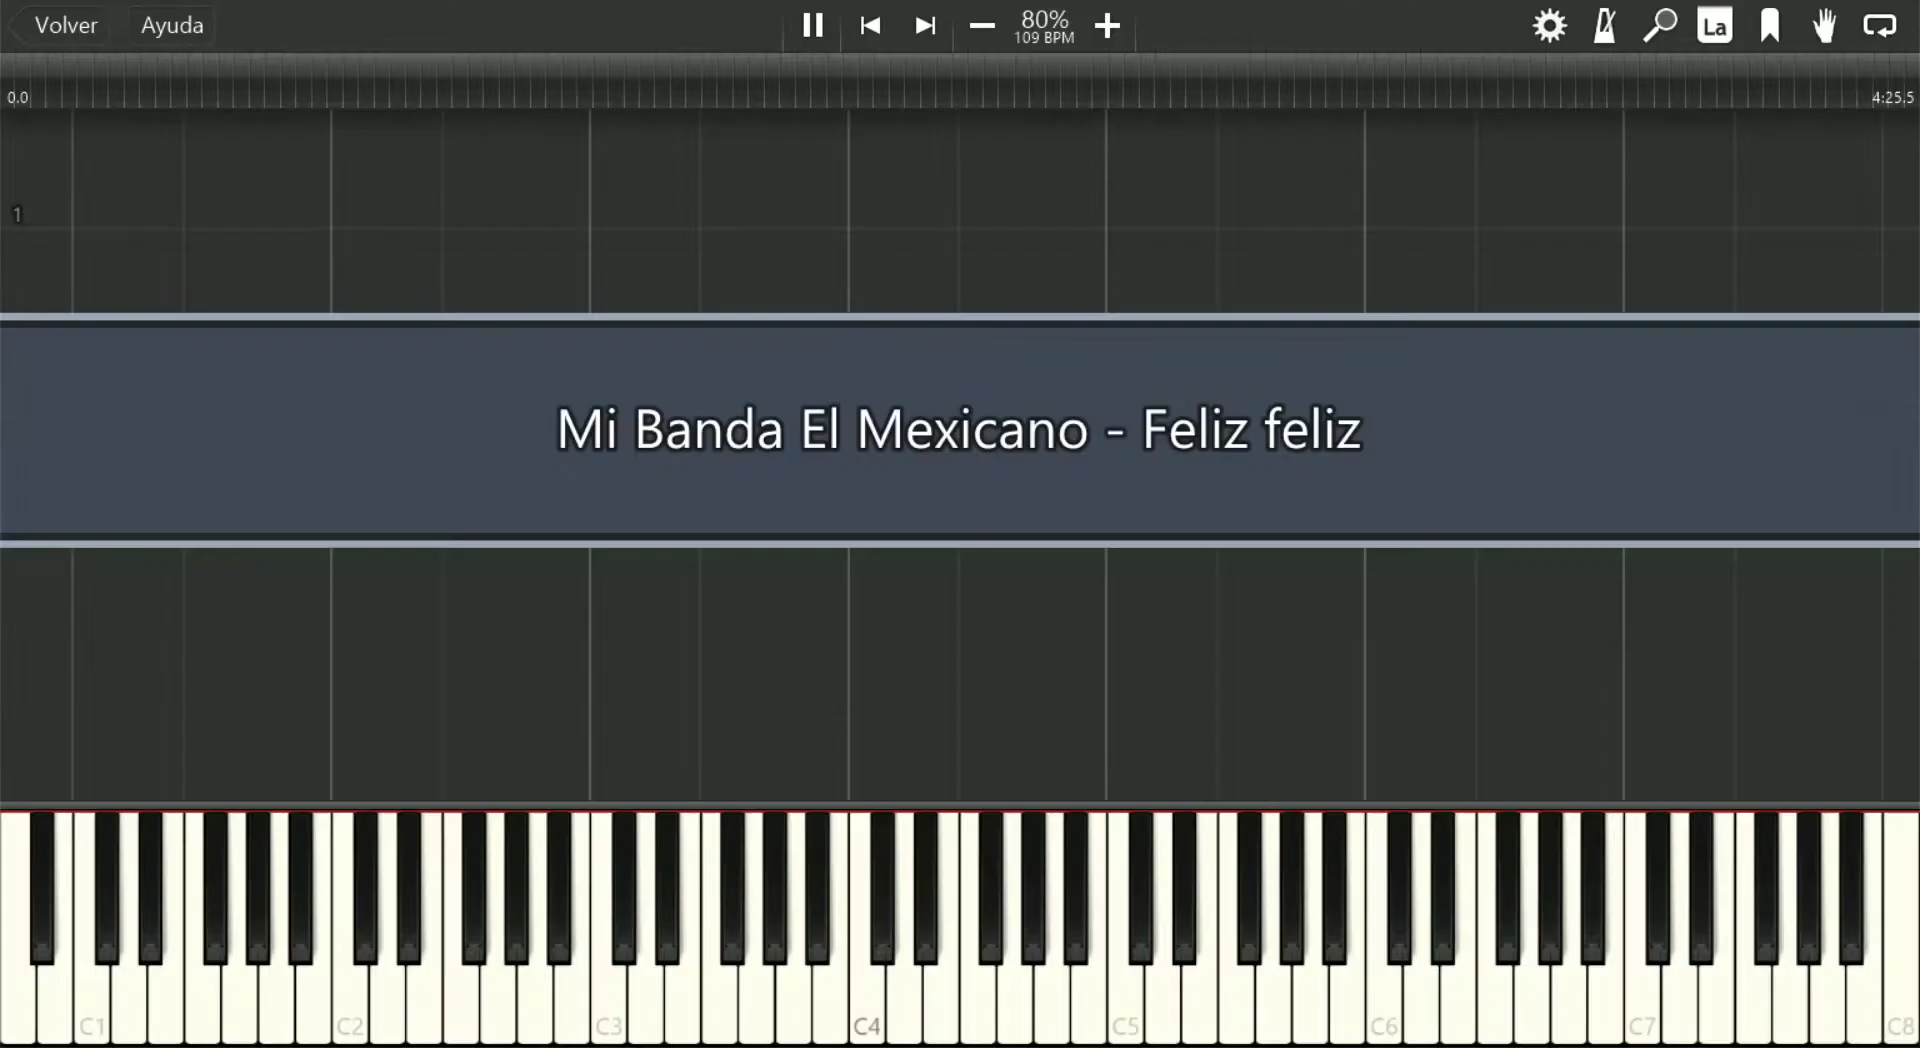 Volver
Ayuda
80%
109 BPM
La
0.0
4:25,5
1
Mi Banda El Mexicano - Feliz feliz
C1
C2
C3
C4
C5
C6
C7
C8